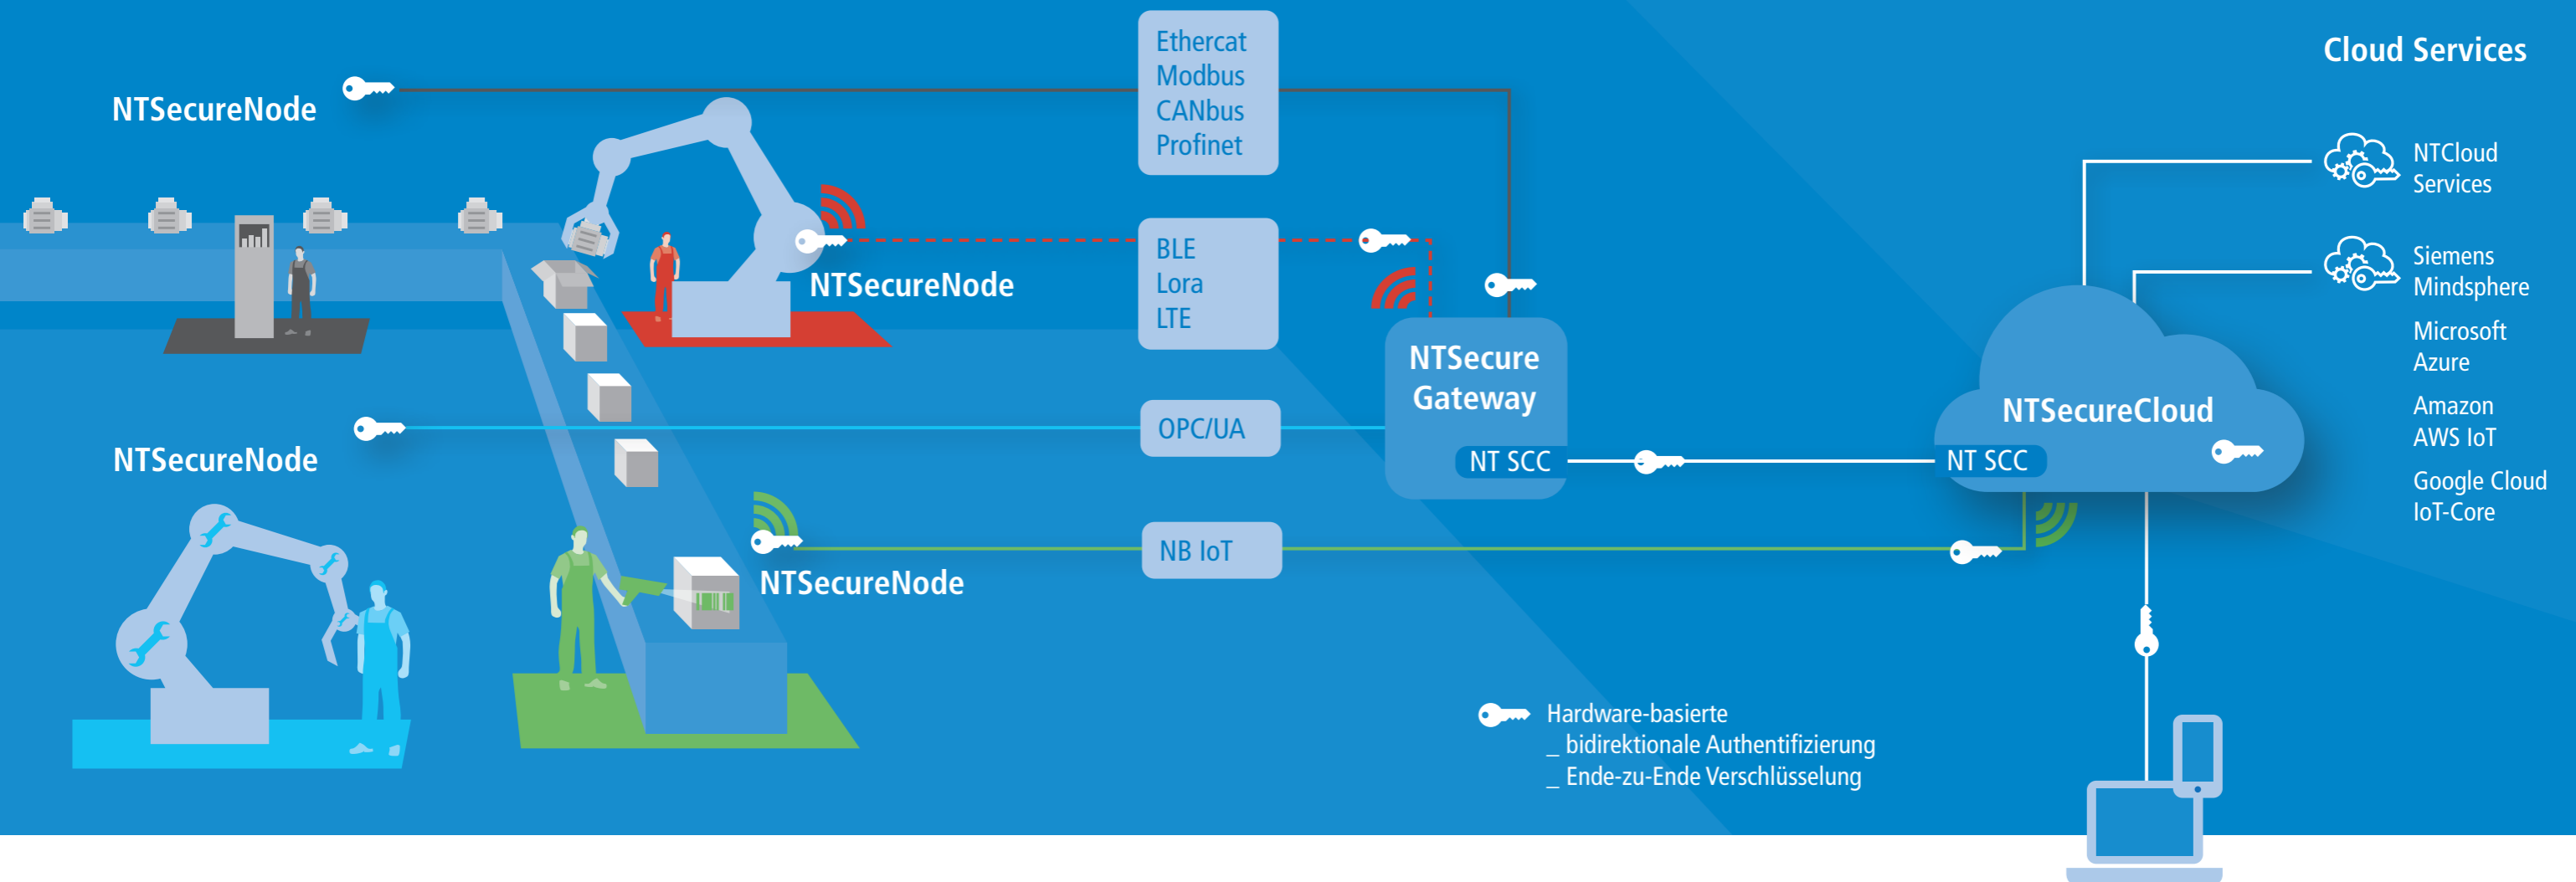 NTSecureNode
Ethercat
Modbus
CANbus
Profinet
NTSecureNode
BLE
Lora
LTE
NTSecureNode
OPC/UA
NTSecureNode
NB IoT
NTSecure
Gateway
NT SCC
NT SCC
NTSecureCloud
Cloud Services
NTCloud
Services
Siemens
Mindsphere
Microsoft
Azure
Amazon
AWS IoT
Google Cloud
IoT-Core
Hardware-basierte
_ bidirektionale Authentifizierung
_ Ende-zu-Ende Verschlüsselung